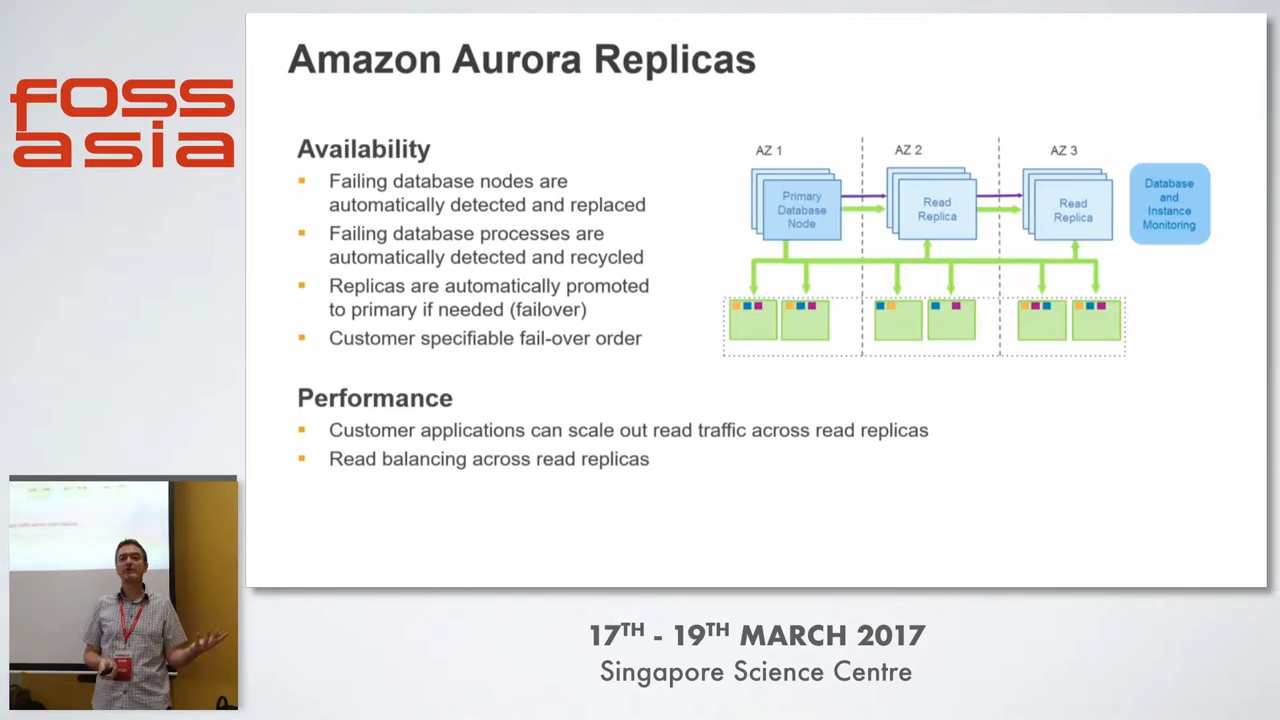 foss
asia
Amazon Aurora Replicas
Availability
Failing database nodes are
automatically detected and replaced
Failing database processes are
automatically detected and recycled
Replicas are automatically promoted
to primary if needed (failover)
Customer specifiable fail-over order
AZ 1
AZ 2
AZ 3
Primary
Database
Node
Read
Replica
Read
Replica
Database
and
Instance
Monitoring
Performance
Customer applications can scale out read traffic across read replicas
Read balancing across read replicas
17TH - 19TH MARCH 2017
Singapore Science Centre